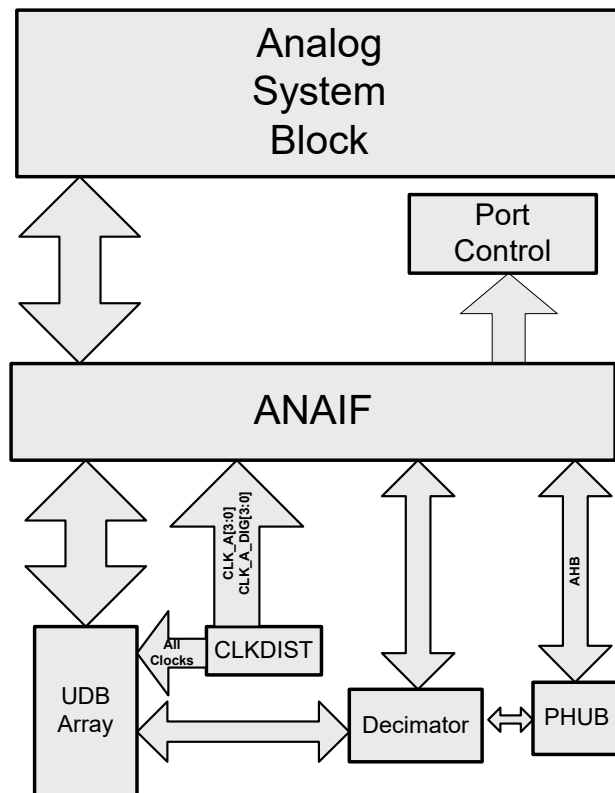 Analog
System
Block
Port
Control
ANAIF
CLK_A[3:0]
CLK_A_DIG[3:0]
AHB
All
Clocks
CLKDIST
UDB
Array
Decimator
PHUB